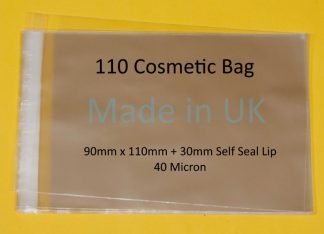 110 Cosmetic Bag
Made in UK
90mm x 110mm + 30mm Self Seal Lip
40 Micron